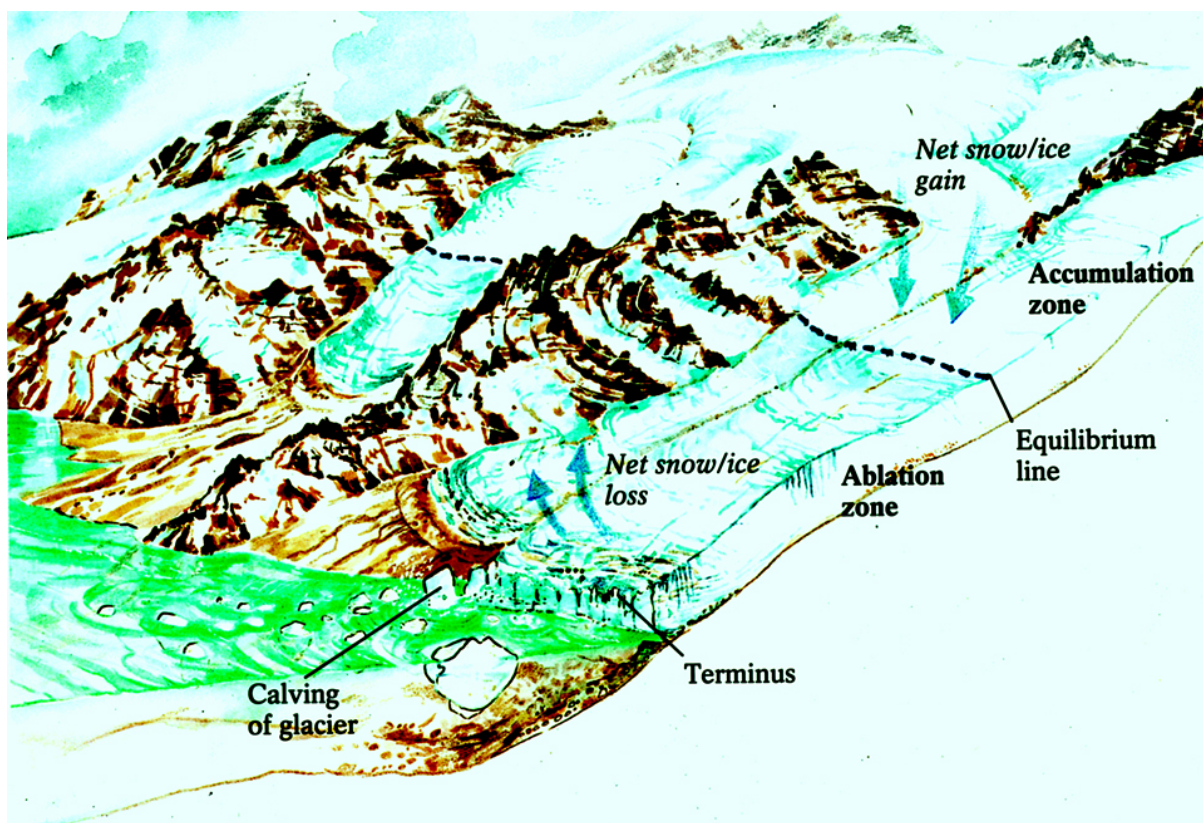 Net snow/ice
gain
Accumulation
zone
Equilibrium
line
Net snow/ice
loss
Ablation
zone
Terminus
Calving
of glacier